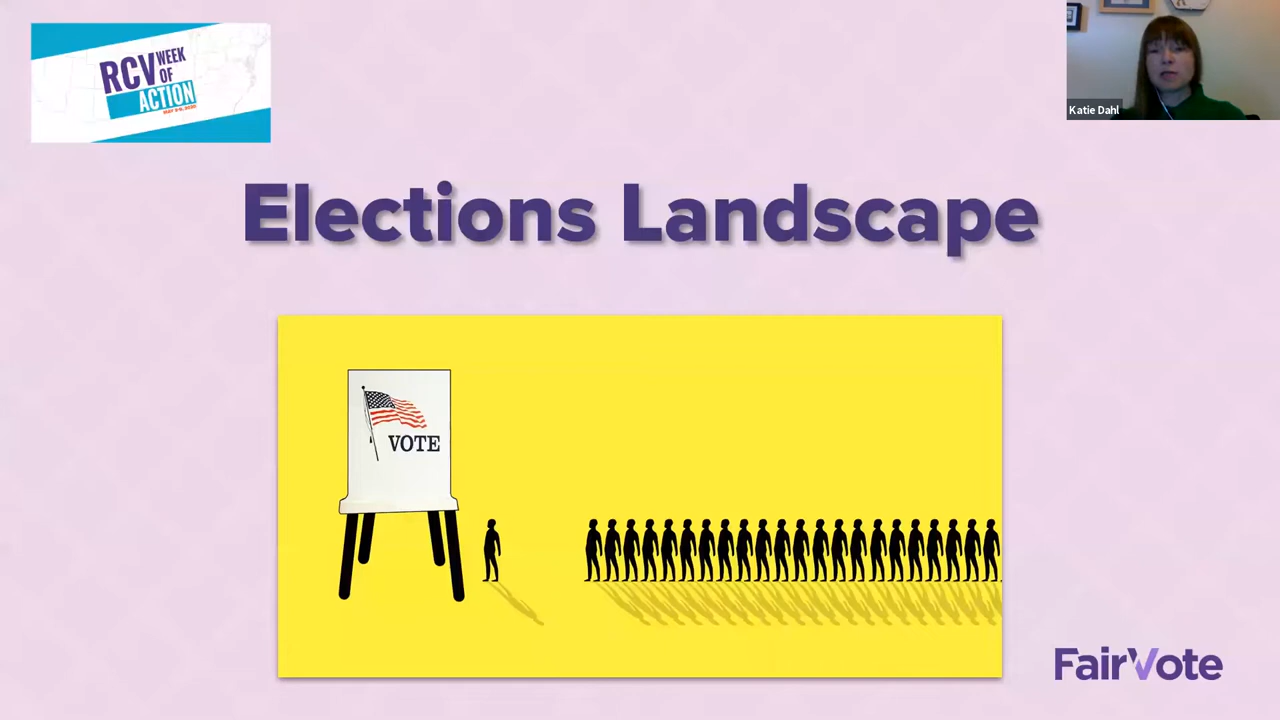 RCV WEEK
OF
ACTION
Katie Dahl
Elections Landscape
VOTE
FairVote